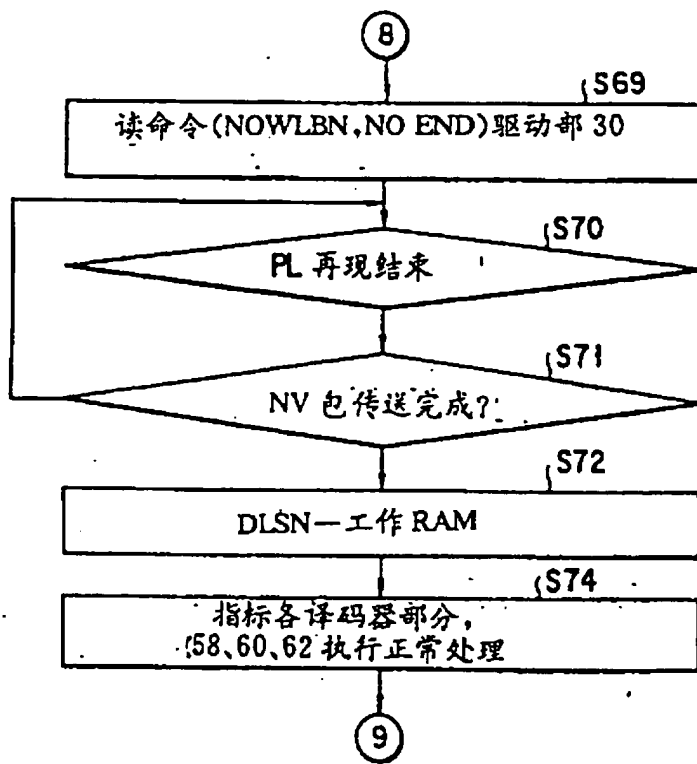 8
S69
读命令(NOWLBN,NO END)驱动部 30
S70
PL 再现结束
S71
NV 包传送完成?
S72
DLSN—工作 RAM
S74
指标各译码器部分,
58、60、62 执行正常处理
9